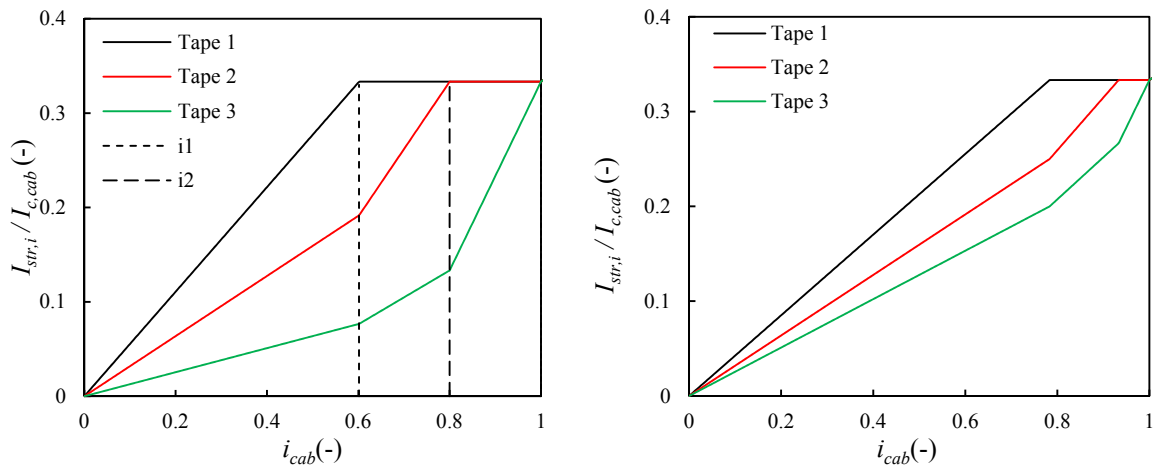 0.4
0.3
0.2
0.1
0
I_str,i / I_c,cab (-)
Tape 1
Tape 2
Tape 3
i1
i2
0 0.2 0.4 0.6 0.8 1
i_cab(-)
0.4
0.3
0.2
0.1
0
I_str,i / I_c,cab (-)
Tape 1
Tape 2
Tape 3
0 0.2 0.4 0.6 0.8 1
i_cab(-)